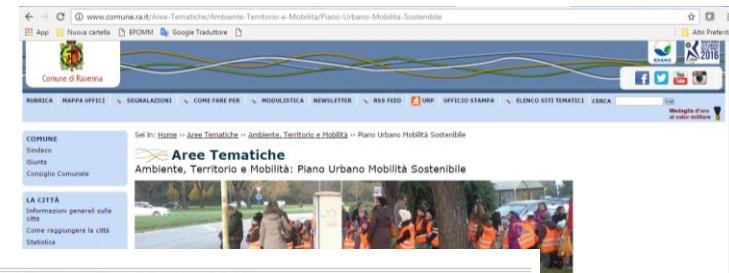 www.comune.ra.it/Aree-Tematiche/Ambiente-Territorio-e-Mobilita/Piano-Urbano-Mobilita-Sostenibile
App Nuova cartella EPOMM Google Traduttore Altri Preferiti
Comune di Ravenna
EMAS 2016
You Tube
RUBRICA MAPPA UFFICI SEGNALAZIONI COME FARE PER MODULISTICA NEWSLETTER RSS FEED URP UFFICIO STAMPA ELENCO SITI TEMATICI CERCA
Medaglia d'oro
al valor militare
COMUNE
Sindaco
Giunta
Consiglio Comunale
Sei in: Home ›› Aree Tematiche ›› Ambiente, Territorio e Mobilità ›› Piano Urbano Mobilità Sostenibile
Aree Tematiche
Ambiente, Territorio e Mobilità: Piano Urbano Mobilità Sostenibile
LA CITTÀ
Informazioni generali sulla
città
Come raggiungere la città
Statistica